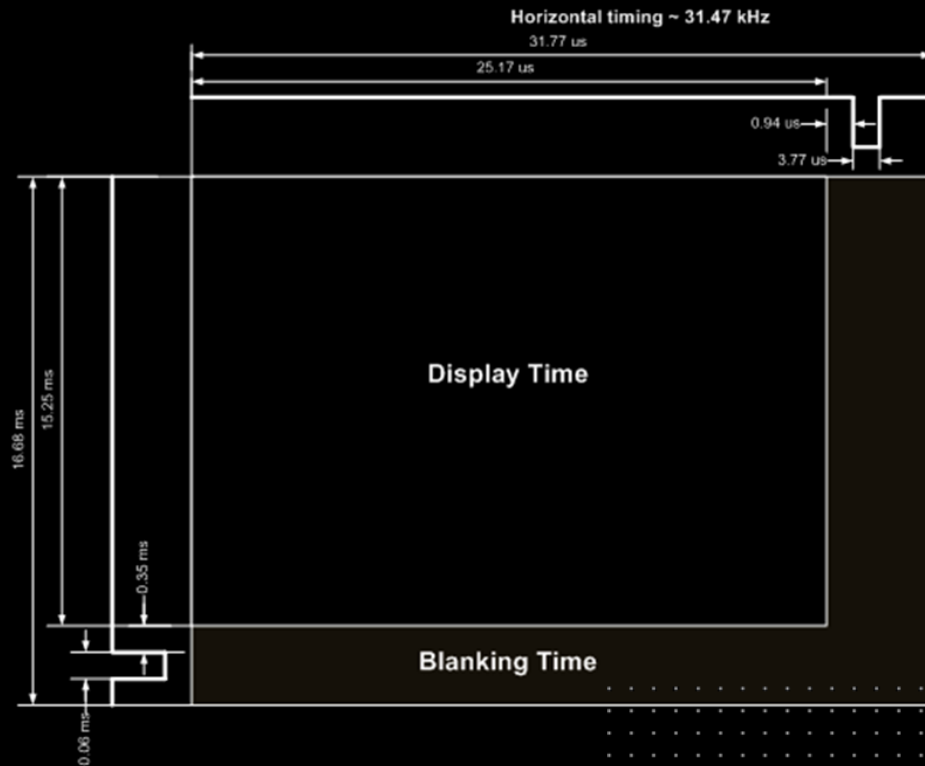 Horizontal timing ~ 31.47 kHz
31.77 us
25.17 us
0.94 us
3.77 us
16.68 ms
15.25 ms
Display Time
0.35 ms
Blanking Time
0.06 ms